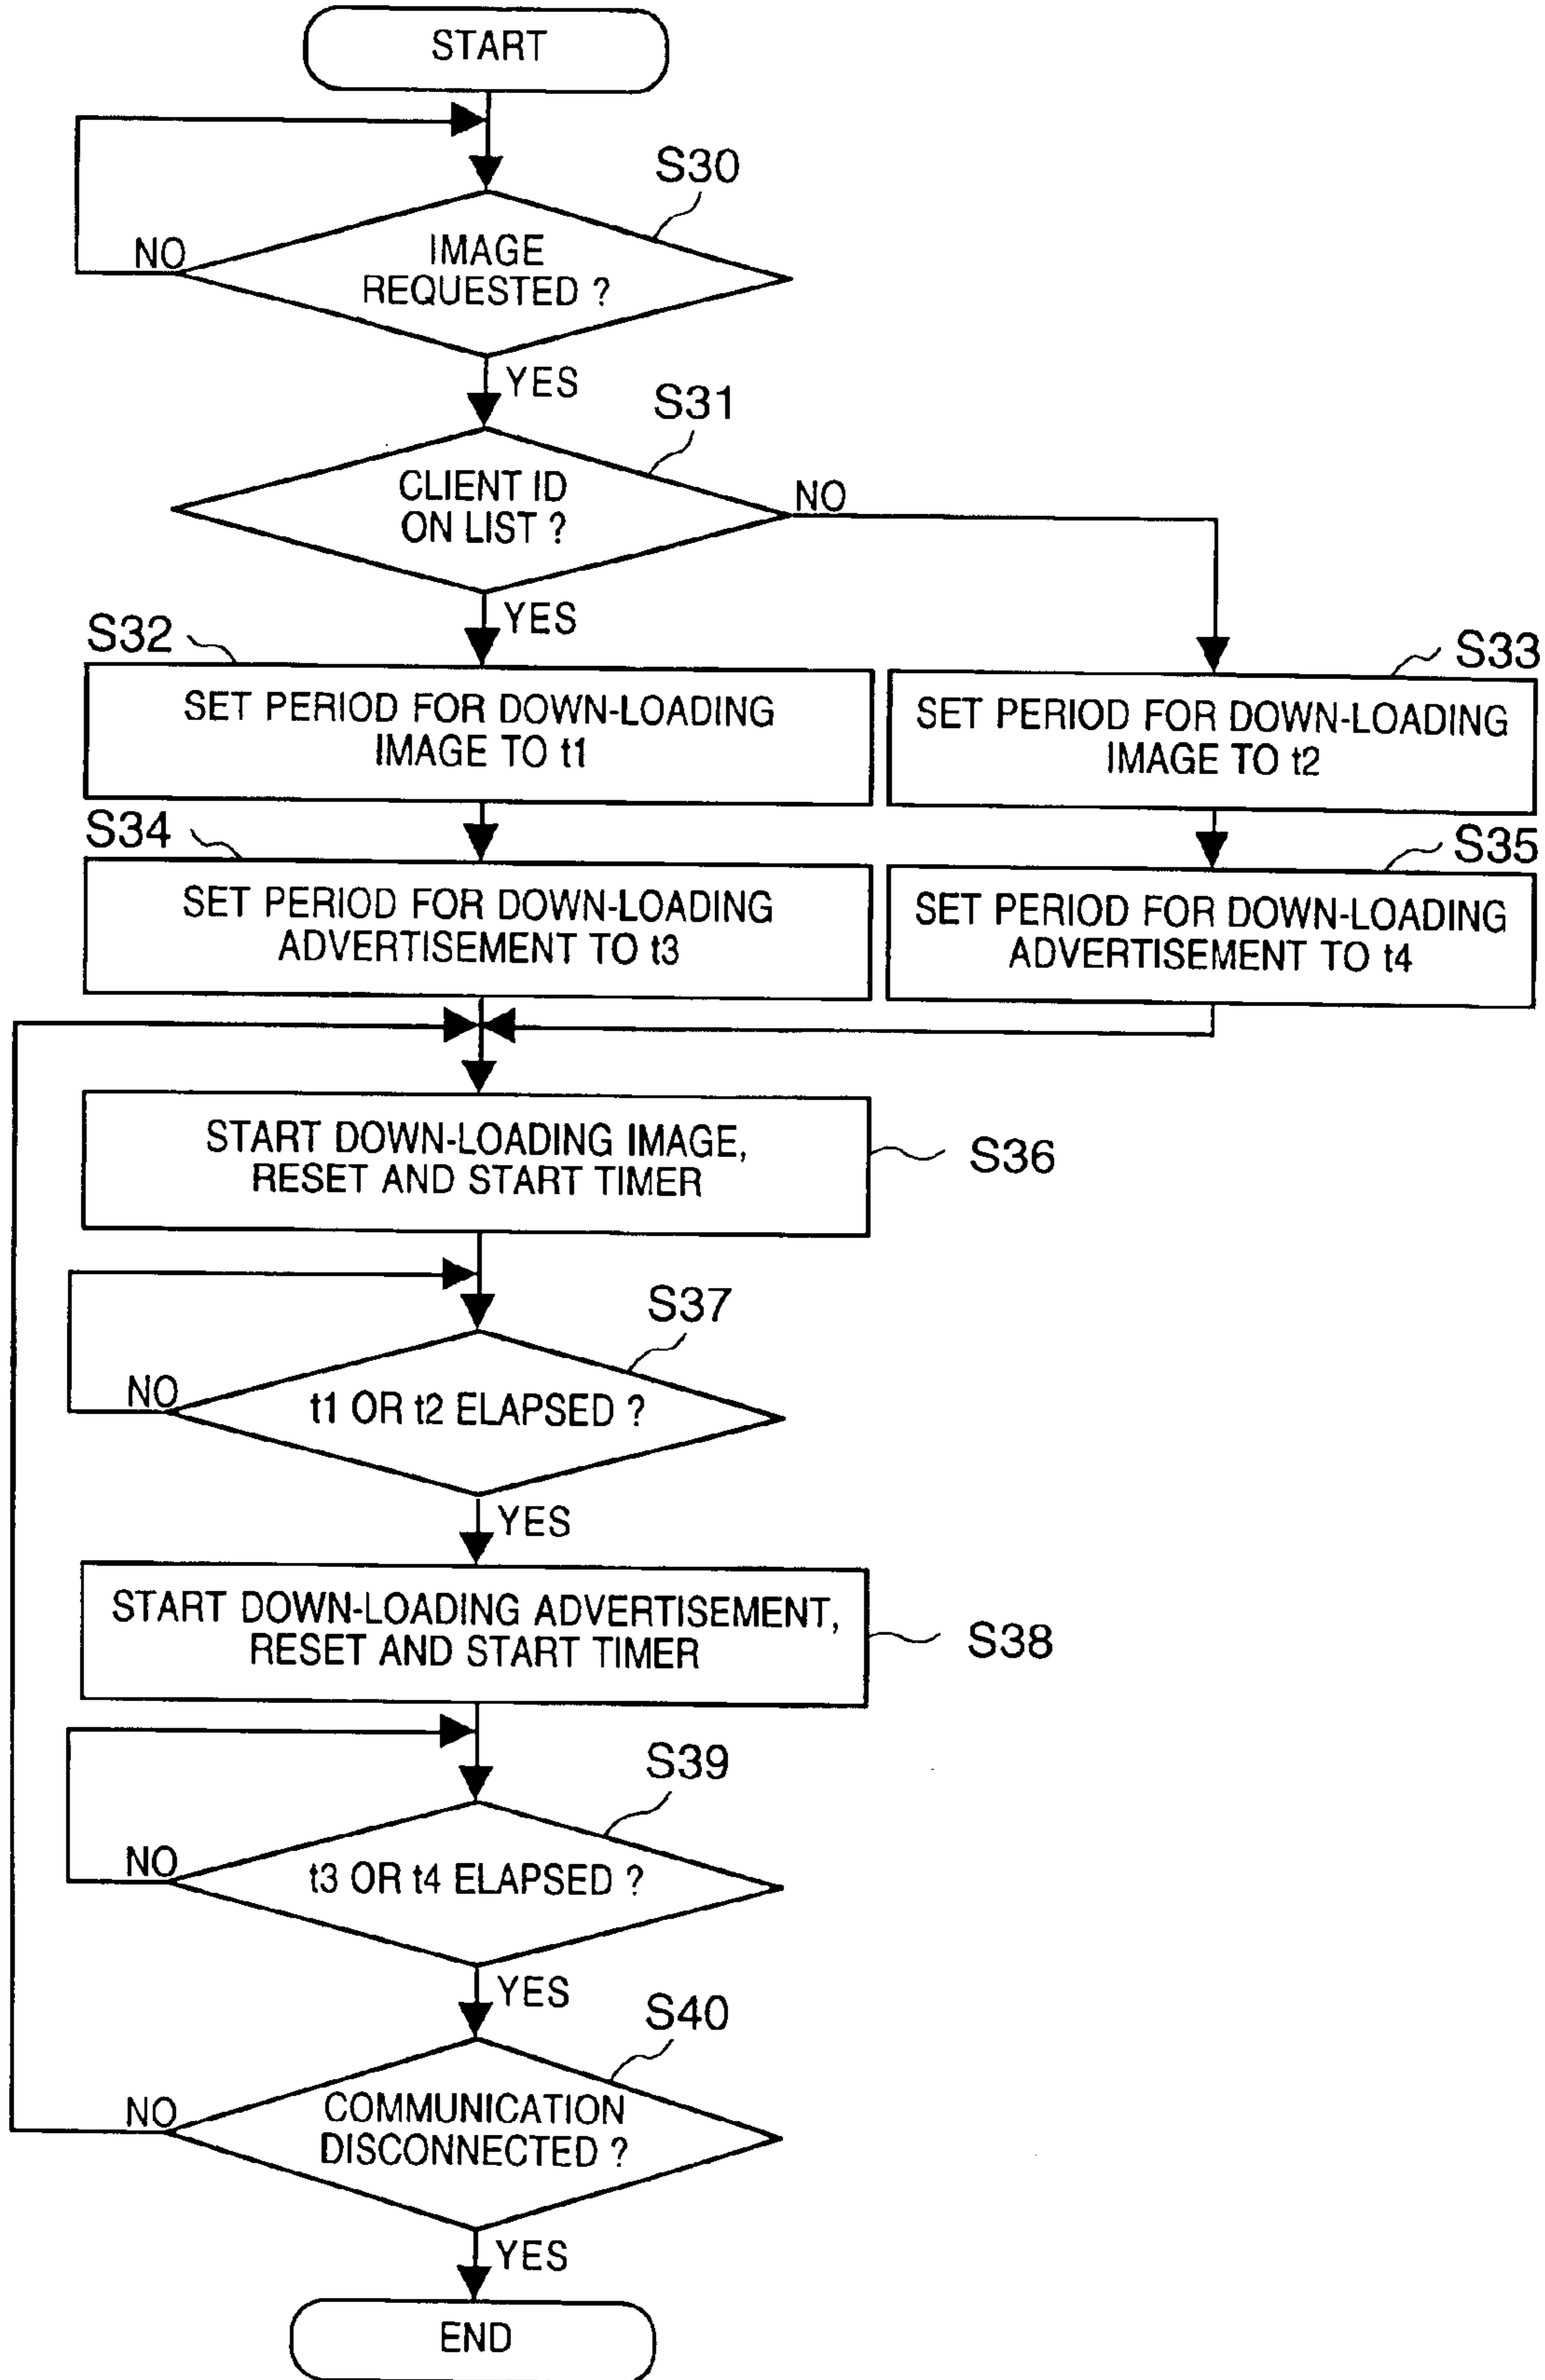 START
S30
NO
IMAGE
REQUESTED ?
YES
S31
CLIENT ID
ON LIST ?
NO
YES
S32
S33
SET PERIOD FOR DOWN-LOADING
IMAGE TO t1
SET PERIOD FOR DOWN-LOADING
IMAGE TO t2
S34
S35
SET PERIOD FOR DOWN-LOADING
ADVERTISEMENT TO t3
SET PERIOD FOR DOWN-LOADING
ADVERTISEMENT TO t4
START DOWN-LOADING IMAGE,
RESET AND START TIMER
S36
S37
NO
t1 OR t2 ELAPSED ?
YES
START DOWN-LOADING ADVERTISEMENT,
RESET AND START TIMER
S38
S39
NO
t3 OR t4 ELAPSED ?
YES
S40
NO
COMMUNICATION
DISCONNECTED ?
YES
END